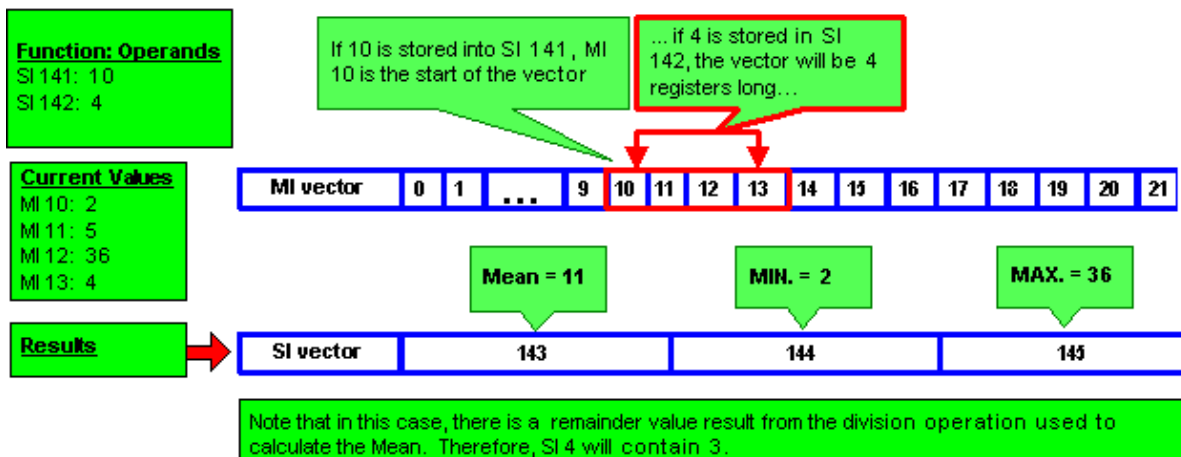 Function: Operands
SI 141: 10
SI 142: 4
If 10 is stored into SI 141, MI
10 is the start of the vector
... if 4 is stored in SI
142, the vector will be 4
registers long...
Current Values
MI 10: 2
MI 11: 5
MI 12: 36
MI 13: 4
MI vector 0 1 ... 9 10 11 12 13 14 15 16 17 18 19 20 21
Mean = 11
MIN. = 2
MAX. = 36
Results
SI vector 143 144 145
Note that in this case, there is a remainder value result from the division operation used to
calculate the Mean. Therefore, SI 4 will contain 3.